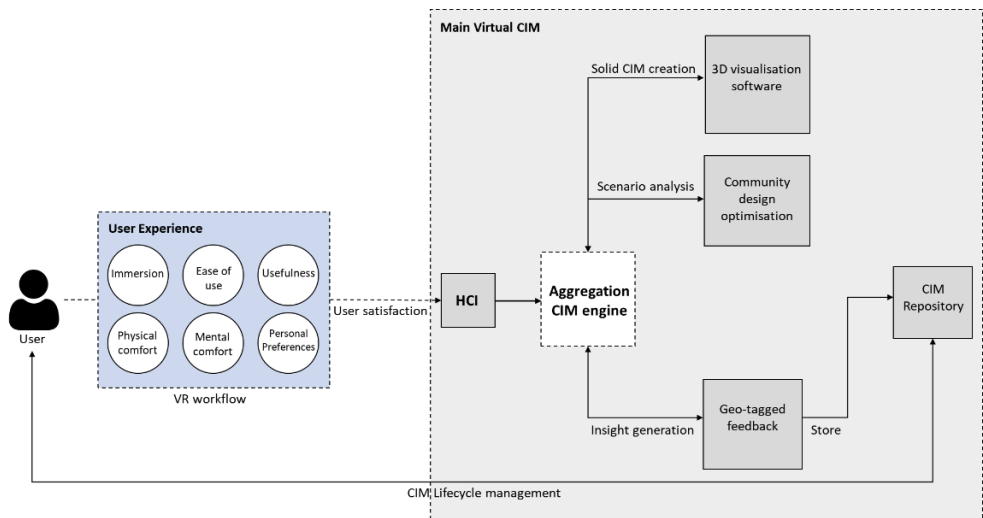 Main Virtual CIM
Solid CIM creation
3D visualisation
software
Scenario analysis
Community
design
optimisation
User Experience
Immersion
Ease of
use
Usefulness
Physical
comfort
Mental
comfort
Personal
Preferences
User
VR workflow
User satisfaction
HCI
Aggregation
CIM engine
CIM
Repository
Insight generation
Geo-tagged
feedback
Store
CIM Lifecycle management